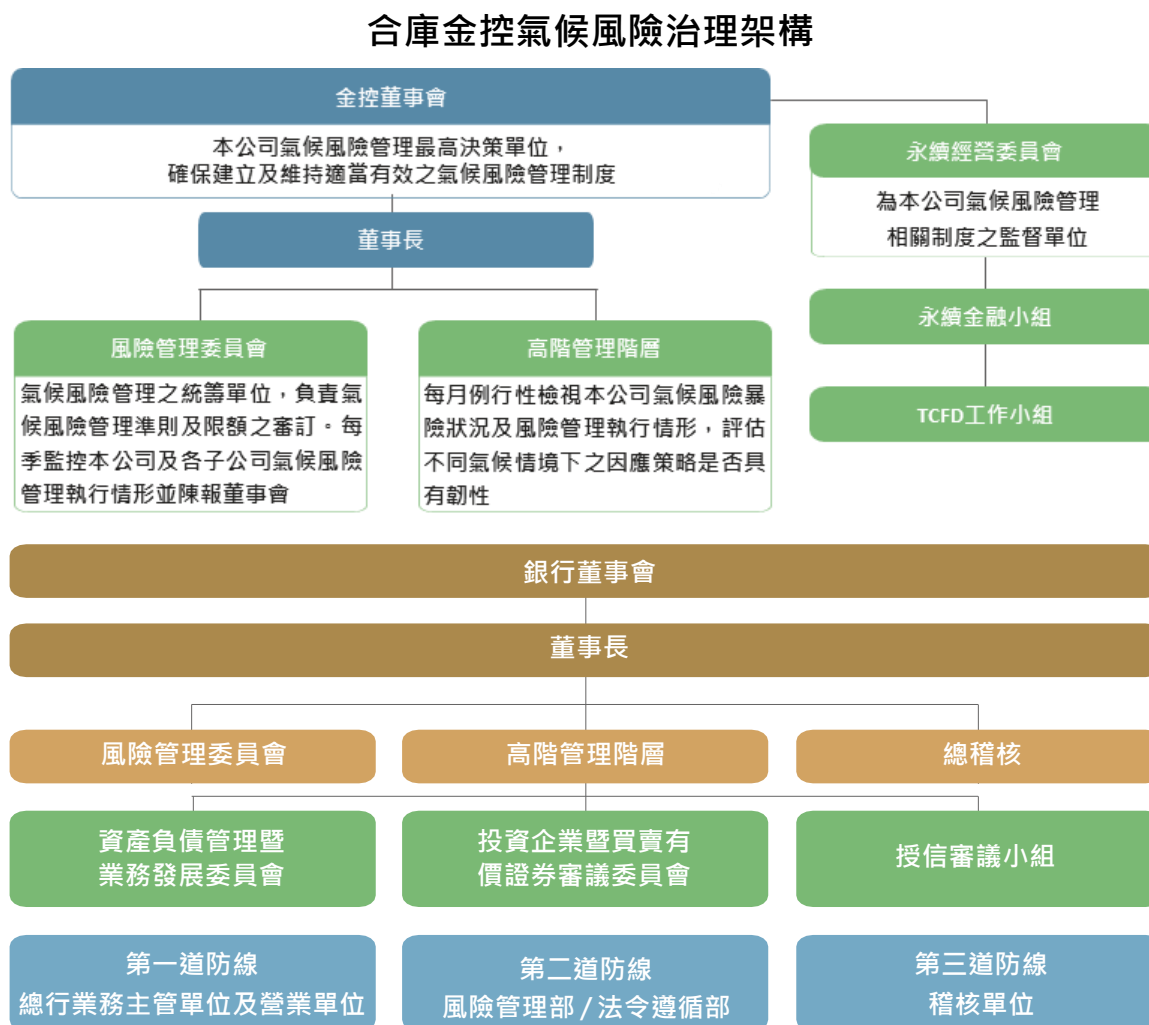 合庫金控氣候風險治理架構
金控董事會
本公司氣候風險管理最高決策單位，
確保建立及維持適當有效之氣候風險管理制度
永續經營委員會
為本公司氣候風險管理
相關制度之監督單位
董事長
永續金融小組
TCFD工作小組
風險管理委員會
氣候風險管理之統籌單位，負責氣
候風險管理準則及限額之審訂。每
季監控本公司及各子公司氣候風險
管理執行情形並陳報董事會
高階管理階層
每月例行性檢視本公司氣候風險暴
險狀況及風險管理執行情形，評估
不同氣候情境下之因應策略是否具
有韌性
銀行董事會
董事長
風險管理委員會
高階管理階層
總稽核
資產負債管理暨
業務發展委員會
投資企業暨買賣有
價證券審議委員會
授信審議小組
第一道防線
總行業務主管單位及營業單位
第二道防線
風險管理部 / 法令遵循部
第三道防線
稽核單位